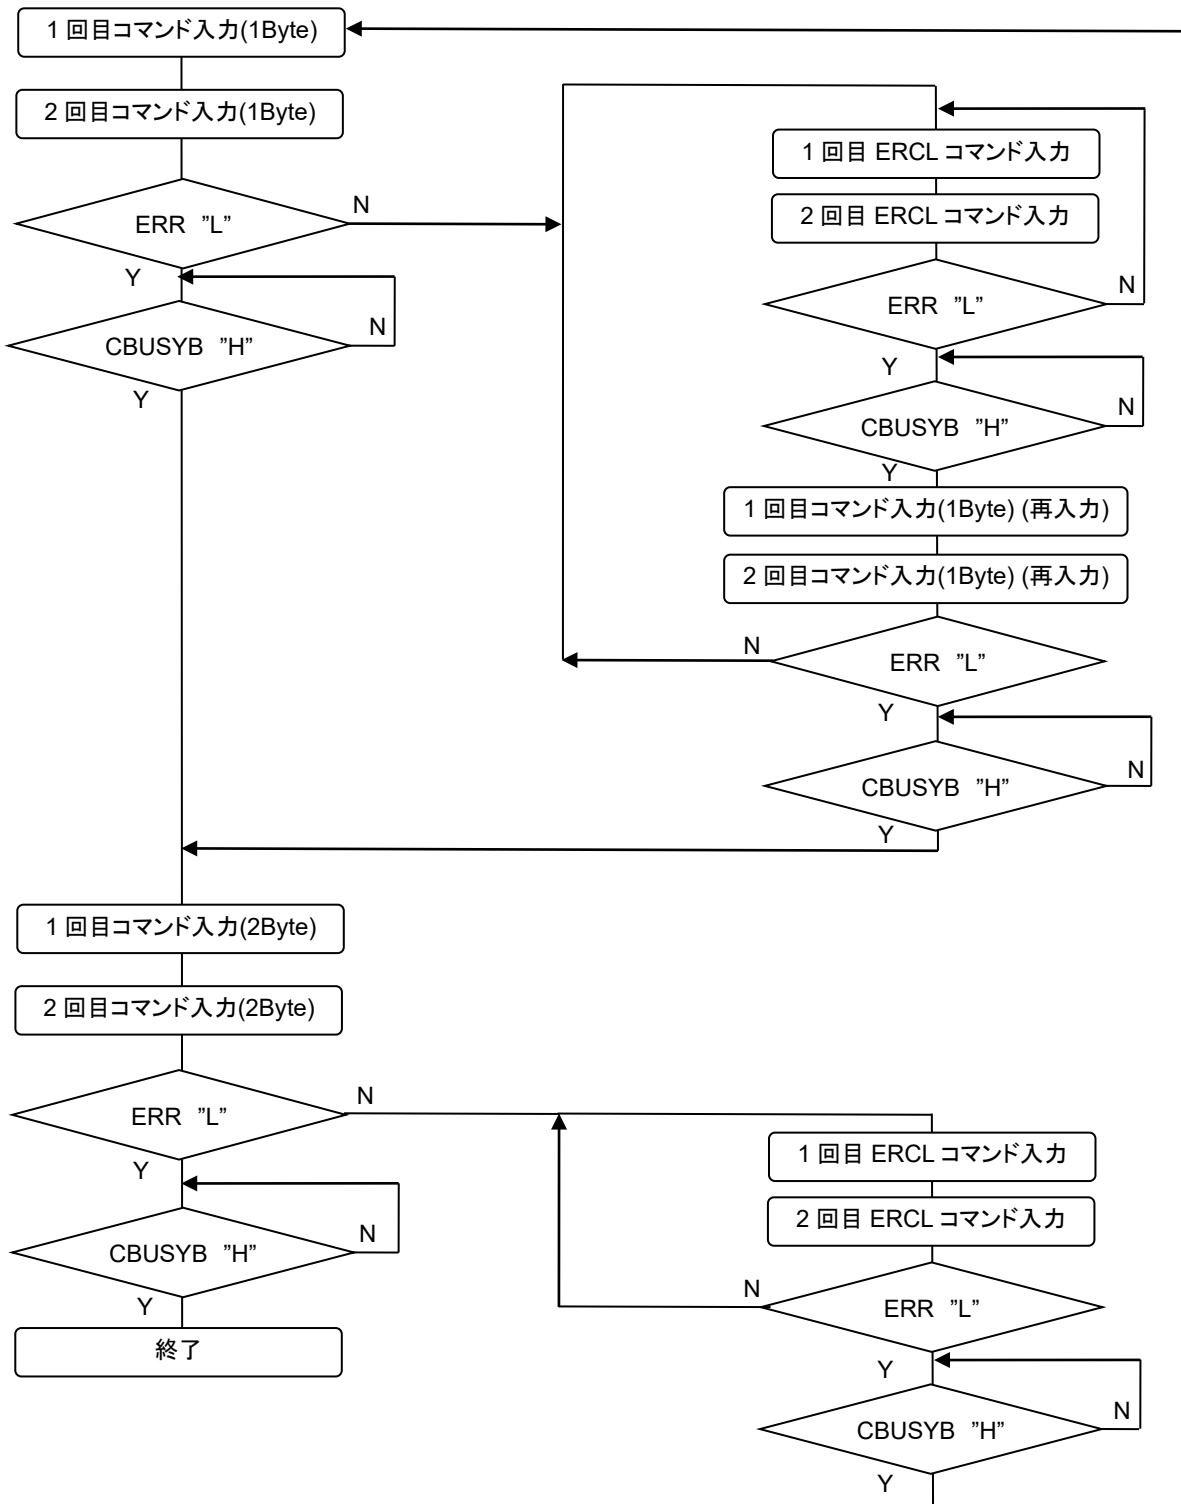 1 回目コマンド入力(1Byte)
2 回目コマンド入力(1Byte)
ERR ”L”
N
Y
CBUSYB ”H”
N
Y
1 回目 ERCL コマンド入力
2 回目 ERCL コマンド入力
ERR ”L”
N
Y
CBUSYB ”H”
N
Y
1 回目コマンド入力(1Byte) (再入力)
2 回目コマンド入力(1Byte) (再入力)
ERR ”L”
N
Y
CBUSYB ”H”
N
Y
1 回目コマンド入力(2Byte)
2 回目コマンド入力(2Byte)
ERR ”L”
N
Y
CBUSYB ”H”
N
Y
終了
1 回目 ERCL コマンド入力
2 回目 ERCL コマンド入力
ERR ”L”
N
Y
CBUSYB ”H”
N
Y